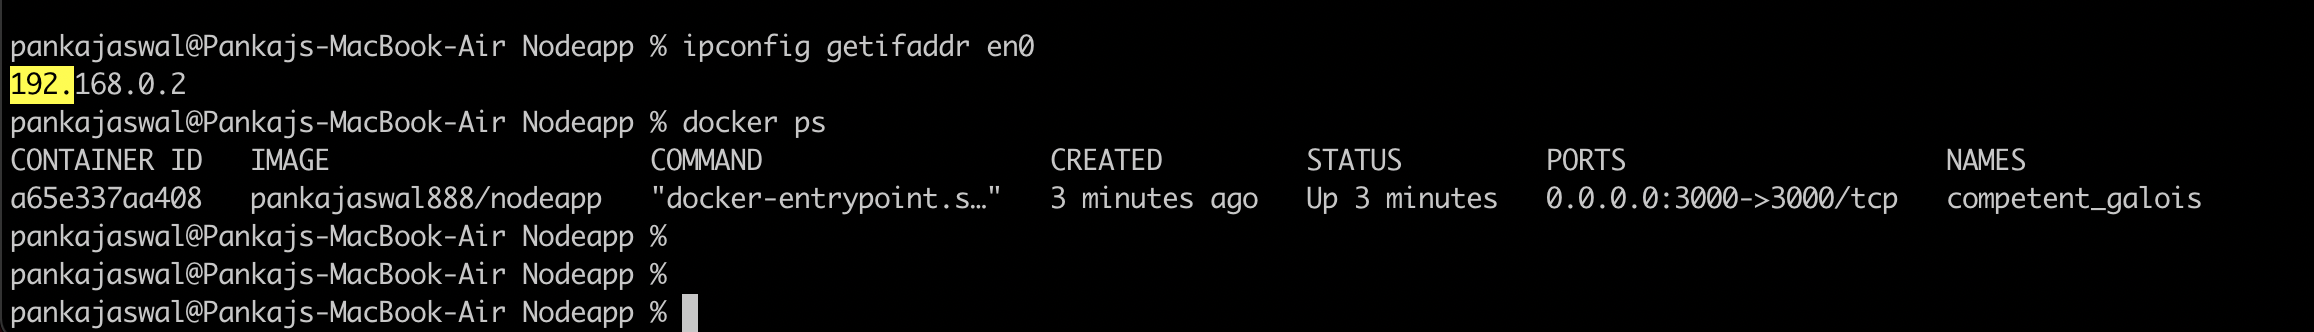 pankajaswal@Pankajs-MacBook-Air Nodeapp % ipconfig getifaddr en0
192.168.0.2
pankajaswal@Pankajs-MacBook-Air Nodeapp % docker ps
CONTAINER ID   IMAGE                    COMMAND                  CREATED         STATUS         PORTS                    NAMES
a65e337aa408   pankajaswal888/nodeapp   "docker-entrypoint.s…"   3 minutes ago   Up 3 minutes   0.0.0.0:3000->3000/tcp   competent_galois
pankajaswal@Pankajs-MacBook-Air Nodeapp %
pankajaswal@Pankajs-MacBook-Air Nodeapp %
pankajaswal@Pankajs-MacBook-Air Nodeapp %